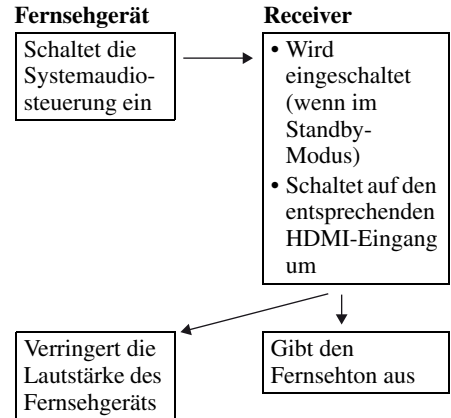 Fernsehgerät
Receiver
Schaltet die
Systemaudio-
steuerung ein
• Wird
eingeschaltet
(wenn im
Standby-
Modus)
• Schaltet auf den
entsprechenden
HDMI-Eingang
um
Verringert die
Lautstärke des
Fernsehgeräts
Gibt den
Fernsehton aus